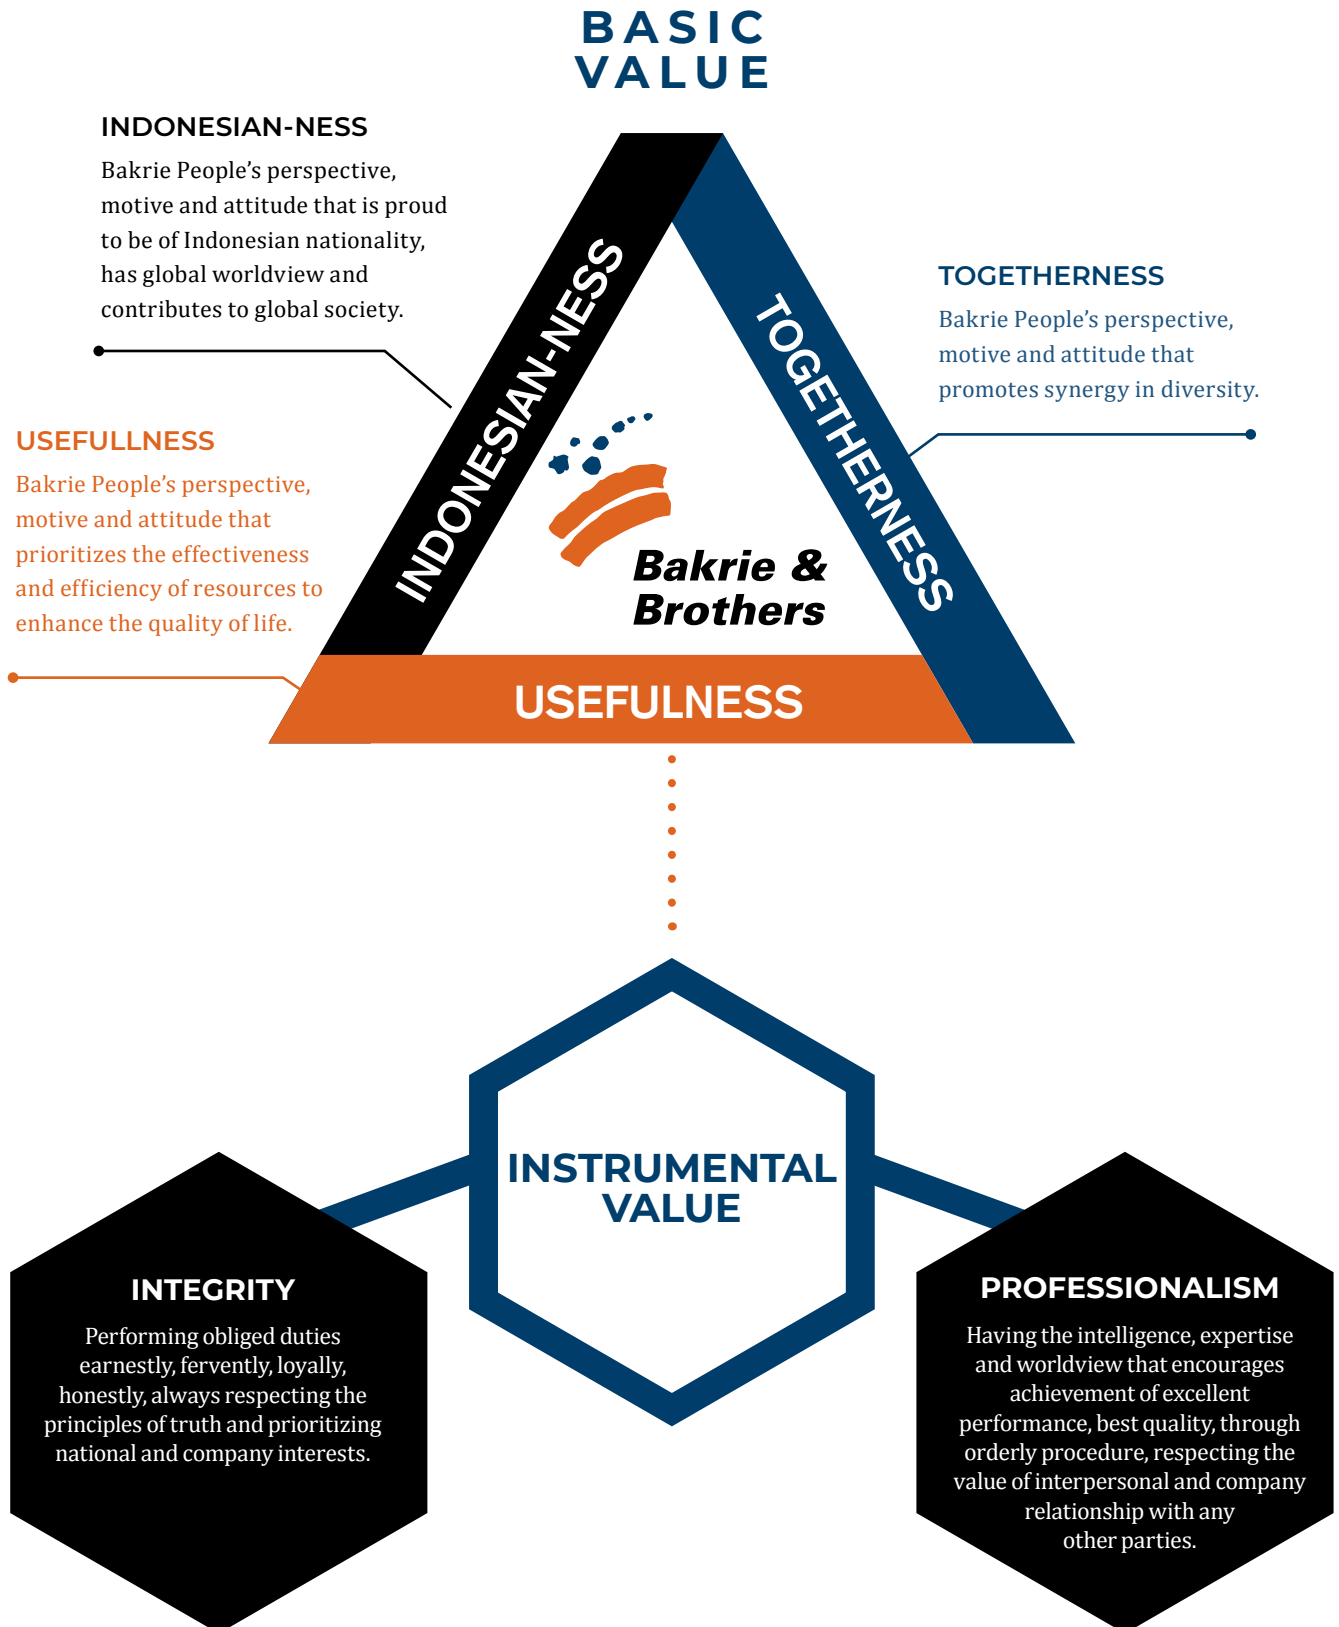 BASIC
VALUE
INDONESIAN-NESS
Bakrie People’s perspective,
motive and attitude that is proud
to be of Indonesian nationality,
has global worldview and
contributes to global society.
TOGETHERNESS
Bakrie People’s perspective,
motive and attitude that
promotes synergy in diversity.
USEFULLNESS
Bakrie People’s perspective,
motive and attitude that
prioritizes the effectiveness
and efficiency of resources to
enhance the quality of life.
INDONESIAN-NESS
TOGETHERNESS
Bakrie &
Brothers
USEFULNESS
INSTRUMENTAL
VALUE
INTEGRITY
Performing obliged duties
earnestly, fervently, loyally,
honestly, always respecting the
principles of truth and prioritizing
national and company interests.
PROFESSIONALISM
Having the intelligence, expertise
and worldview that encourages
achievement of excellent
performance, best quality, through
orderly procedure, respecting the
value of interpersonal and company
relationship with any
other parties.